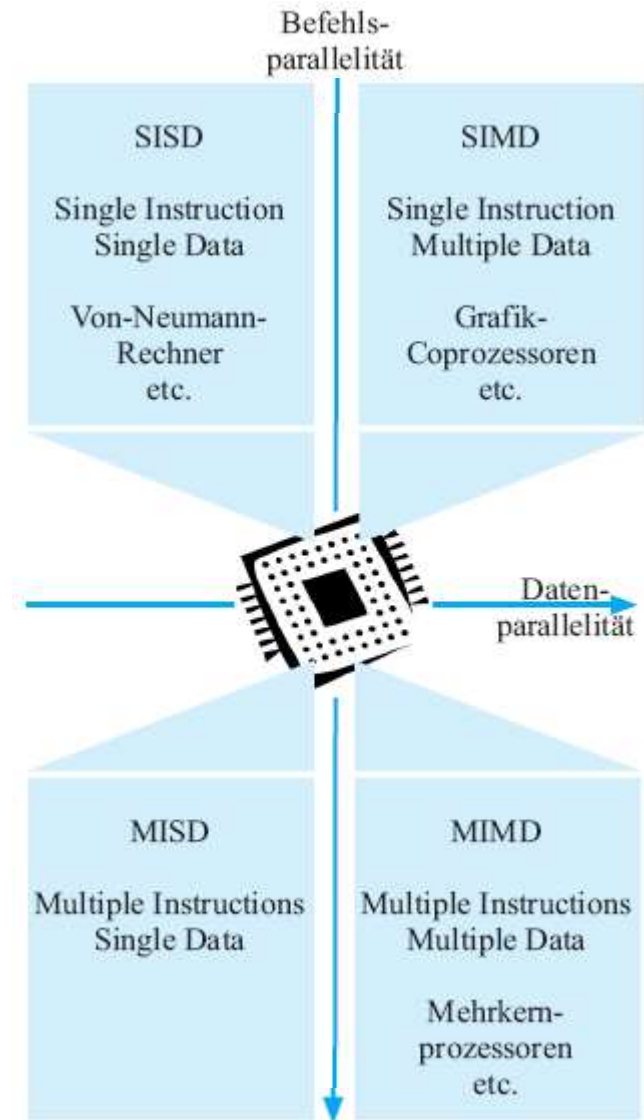 Befehls-
parallelität
SISD
Single Instruction
Single Data
Von-Neumann-
Rechner
etc.
SIMD
Single Instruction
Multiple Data
Grafik-
Coprozessoren
etc.
Daten-
parallelität
MISD
Multiple Instructions
Single Data
MIMD
Multiple Instructions
Multiple Data
Mehrkern-
prozessoren
etc.